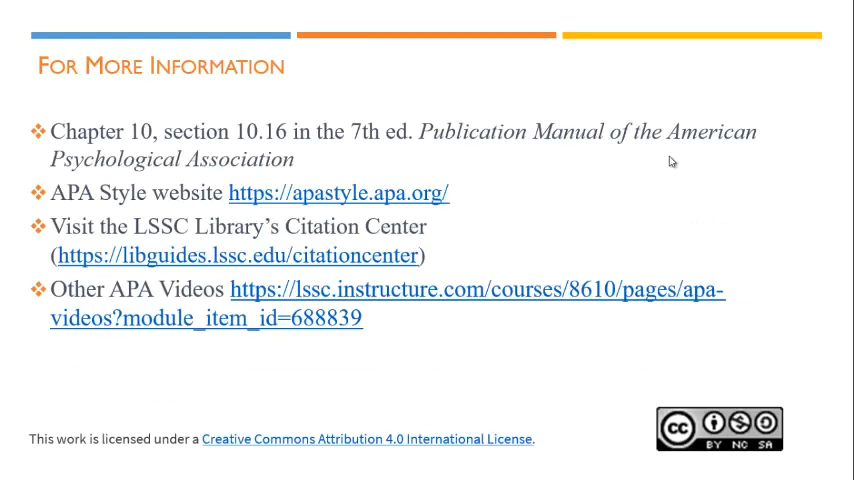 FOR MORE INFORMATION
Chapter 10, section 10.16 in the 7th ed. Publication Manual of the American
Psychological Association
APA Style website https://apastyle.apa.org/
Visit the LSSC Library’s Citation Center
(https://libguides.lssc.edu/citationcenter)
Other APA Videos https://lssc.instructure.com/courses/8610/pages/apa-
videos?module_item_id=688839
This work is licensed under a Creative Commons Attribution 4.0 International License.
cc
BY NC SA